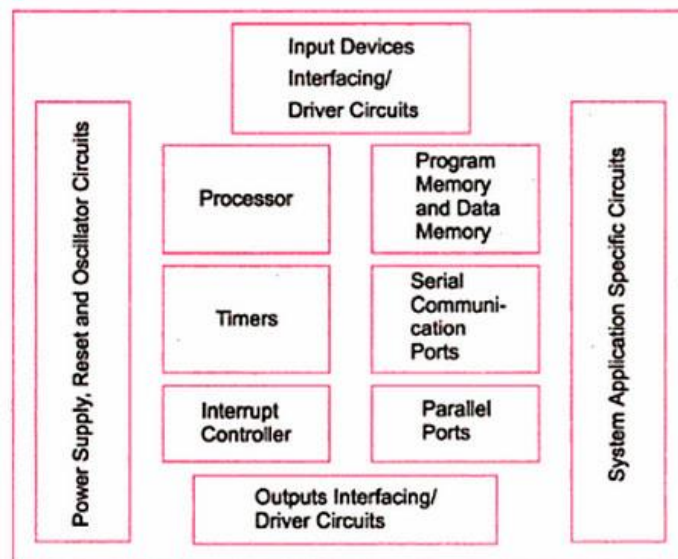 Input Devices
Interfacing/
Driver Circuits
Power Supply, Reset and Oscillator Circuits
Processor
Program
Memory
and Data
Memory
System Application Specific Circuits
Timers
Serial
Communi-
cation
Ports
Interrupt
Controller
Parallel
Ports
Outputs Interfacing/
Driver Circuits